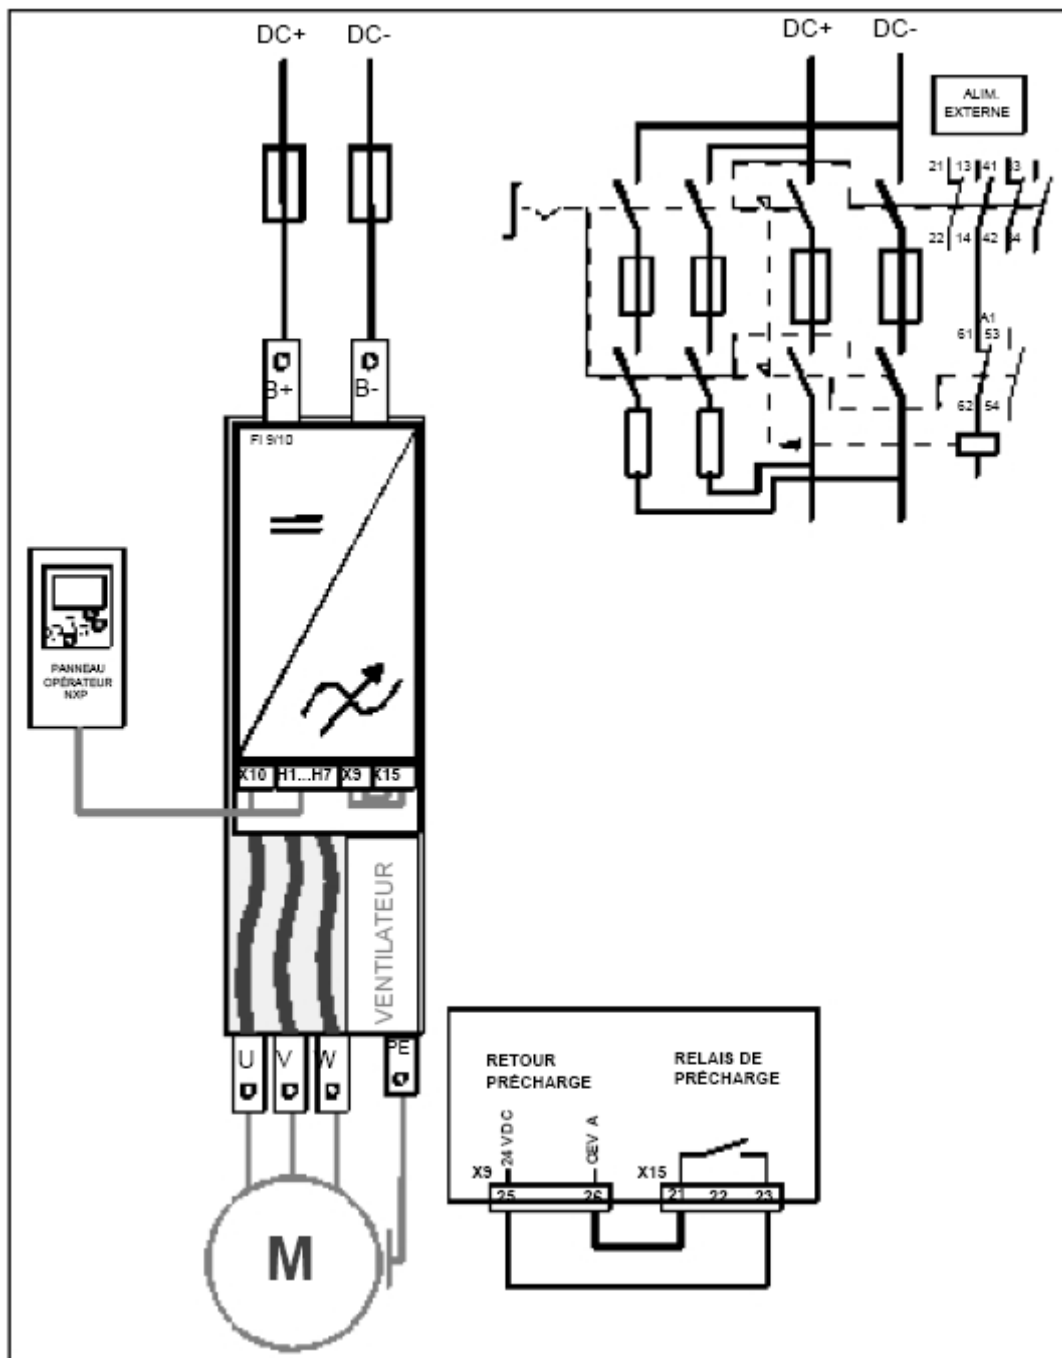 DC+ DC-
DC+ DC-
ALIM.
EXTERNE
21 13 41 3
22 14 42 4
A1
61 53
62 54
B+ B-
FI 9/10
PANNEAU
OPÉRATEUR
NXP
X10 H1...H7 X9 X15
VENTILATEUR
U V W PE
M
RETOUR
PRÉCHARGE
RELAIS DE
PRÉCHARGE
24 VDC
X9 X15
25 26 21 22 23